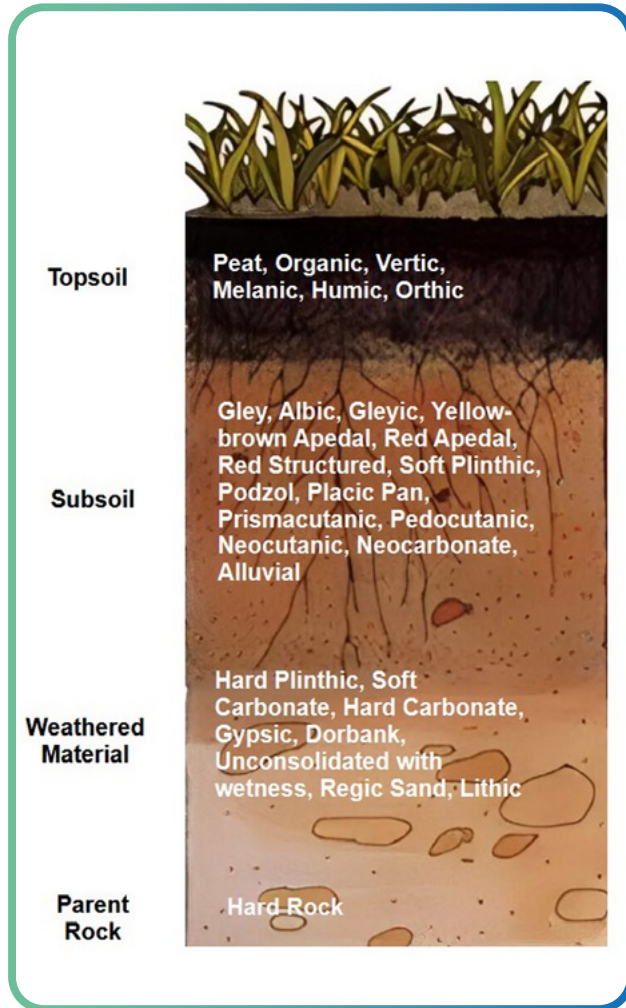 Topsoil
Peat, Organic, Vertic,
Melanic, Humic, Orthic
Subsoil
Gley, Albic, Gleyic, Yellow-
brown Apedal, Red Apedal,
Red Structured, Soft Plinthic,
Podzol, Placic Pan,
Prismacutanic, Pedocutanic,
Neocutanic, Neocarbonate,
Alluvial
Weathered
Material
Hard Plinthic, Soft
Carbonate, Hard Carbonate,
Gypsic, Dorbank,
Unconsolidated with
wetness, Regic Sand, Lithic
Parent
Rock
Hard Rock